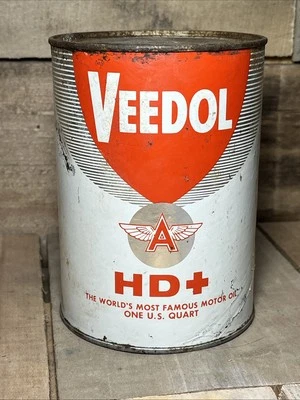 VEEDOL
A
HD+
THE WORLD'S MOST FAMOUS MOTOR OIL
ONE U.S. QUART